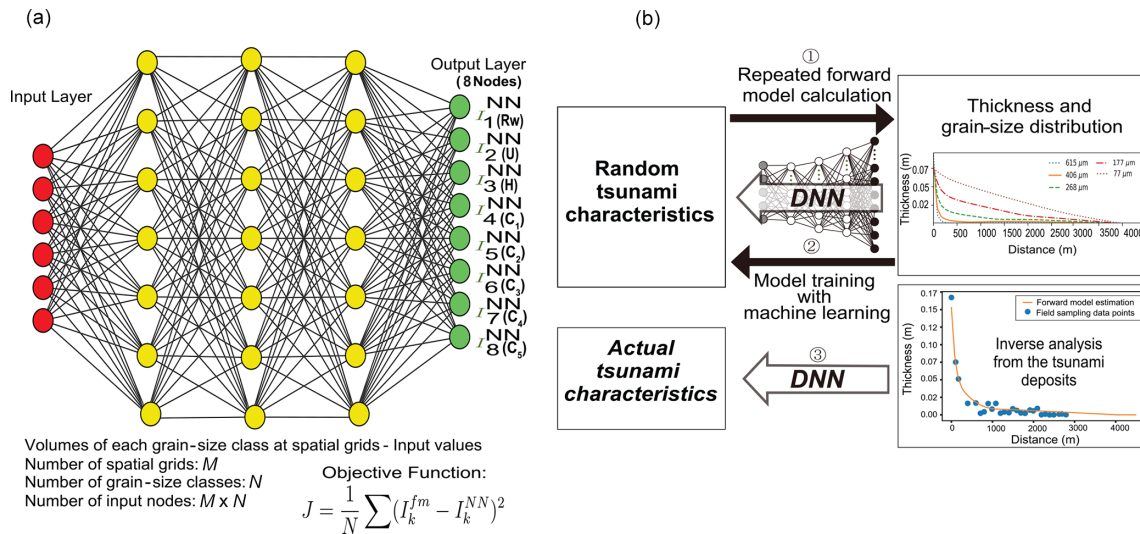 (a)
Input Layer
Output Layer
(8 Nodes)
I NN 1 (Rw)
I NN 2 (U)
I NN 3 (H)
I NN 4 (C₁)
I NN 5 (C₂)
I NN 6 (C₃)
I NN 7 (C₄)
I NN 8 (C₅)
Volumes of each grain-size class at spatial grids - Input values
Number of spatial grids: M
Number of grain-size classes: N
Number of input nodes: M x N
Objective Function:
J = 1/N ∑(I_k^fm − I_k^NN)²
(b)
①
Repeated forward
model calculation
Random
tsunami
characteristics
DNN
②
Model training
with
machine learning
Thickness and
grain-size distribution
615 µm
406 µm
268 µm
177 µm
77 µm
Thickness (m)
0.07
0.05
0.02
0 500 1000 1500 2000 2500 3000 3500 4000
Distance (m)
Actual
tsunami
characteristics
③
DNN
Forward model estimation
Field sampling data points
Inverse analysis
from the tsunami
deposits
Thickness (m)
0.17
0.15
0.12
0.10
0.07
0.05
0.02
0.00
0 1000 2000 3000 4000
Distance (m)